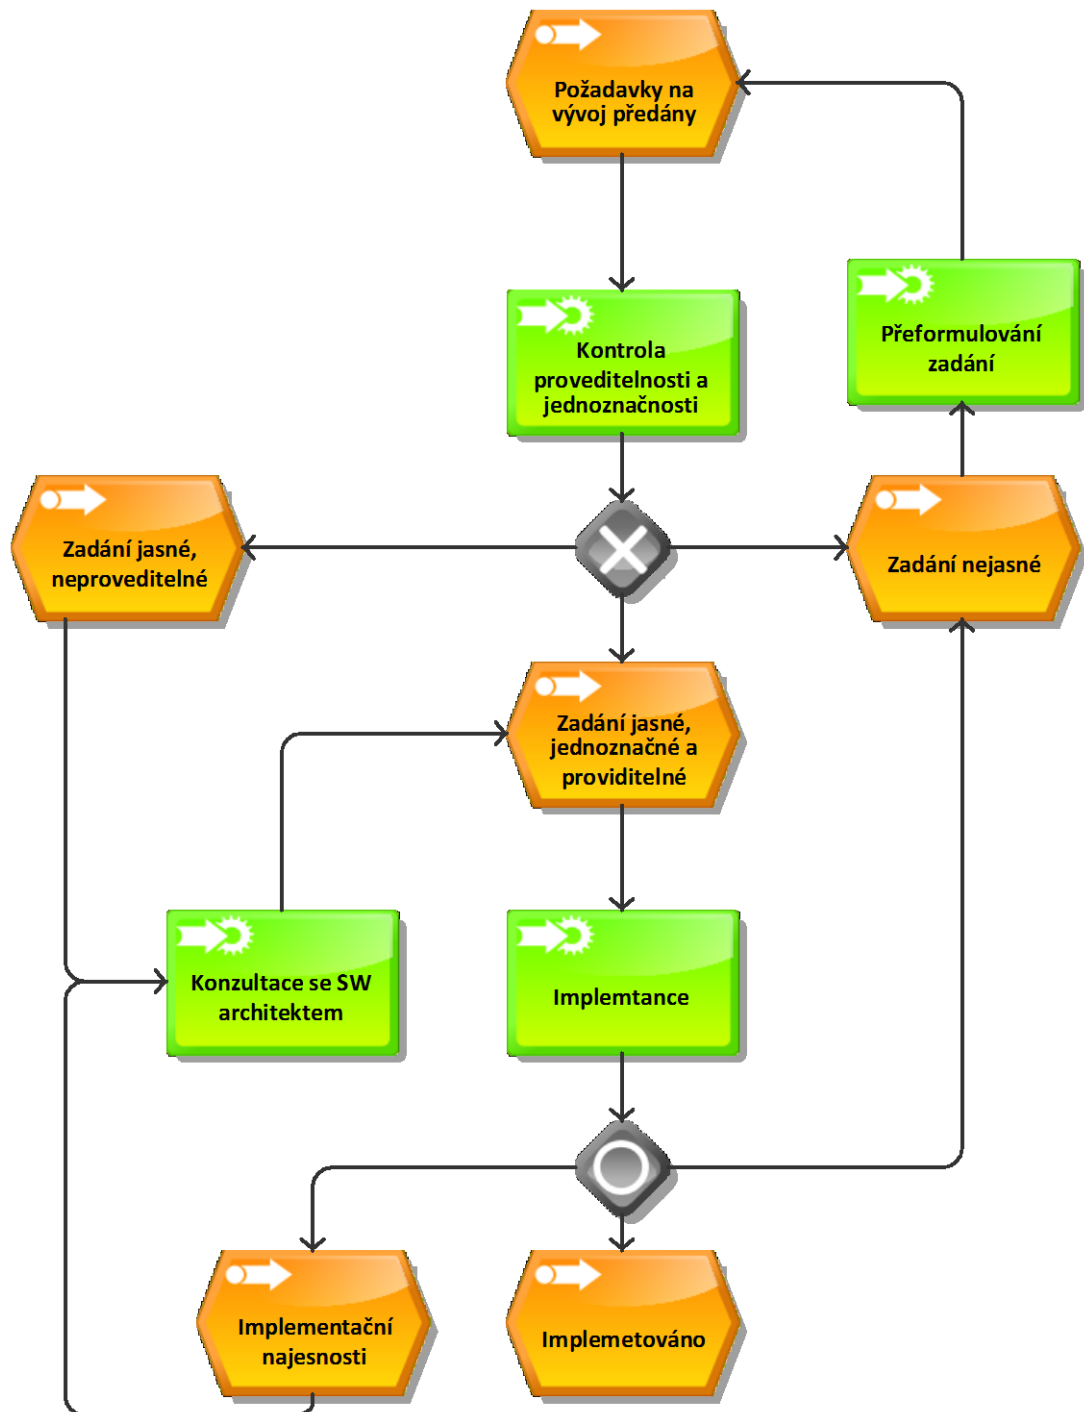 Požadavky na
vývoj předány
Kontrola
proveditelnosti a
jednoznačnosti
Přeformulování
zadání
Zadání jasné,
neproveditelné
Zadání nejasné
Zadání jasné,
jednoznačné a
providitelné
Konzultace se SW
architektem
Implemtance
Implementační
najesnosti
Implemetováno